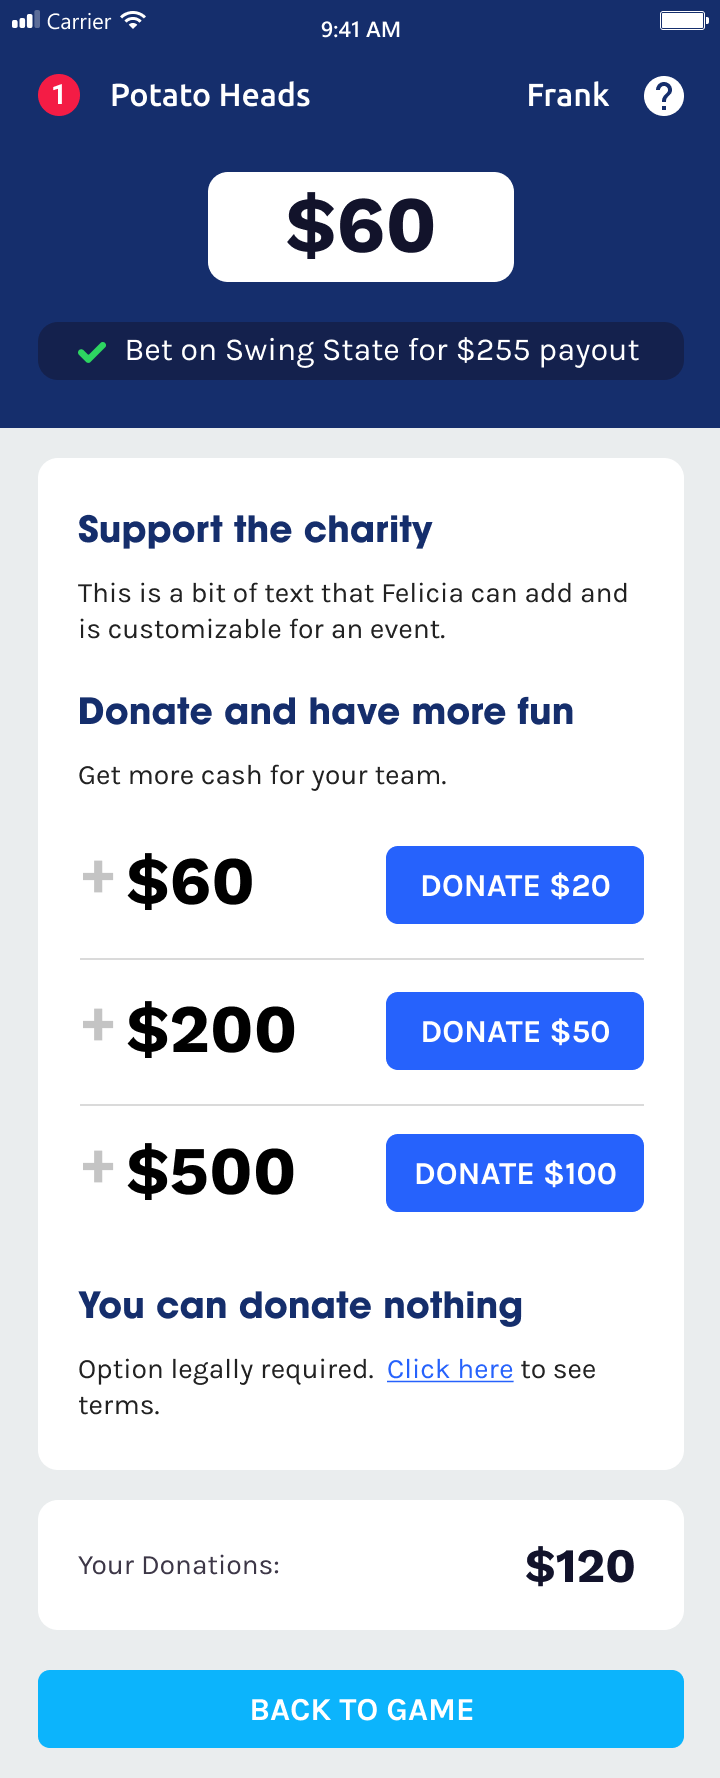 Carrier
9:41 AM
1 Potato Heads Frank ?
$60
Bet on Swing State for $255 payout
Support the charity
This is a bit of text that Felicia can add and
is customizable for an event.
Donate and have more fun
Get more cash for your team.
+ $60 DONATE $20
+ $200 DONATE $50
+ $500 DONATE $100
You can donate nothing
Option legally required. Click here to see
terms.
Your Donations: $120
BACK TO GAME